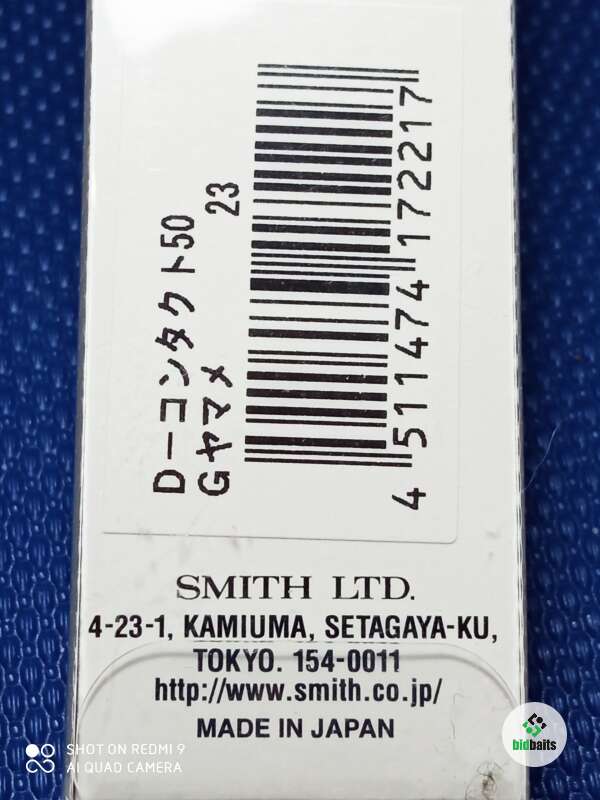 D－コンタクト50
Gヤマメ 23
4 511474 172217
SMITH LTD.
4-23-1, KAMIUMA, SETAGAYA-KU,
TOKYO. 154-0011
http://www.smith.co.jp/
MADE IN JAPAN
SHOT ON REDMI 9
AI QUAD CAMERA
bidbaits